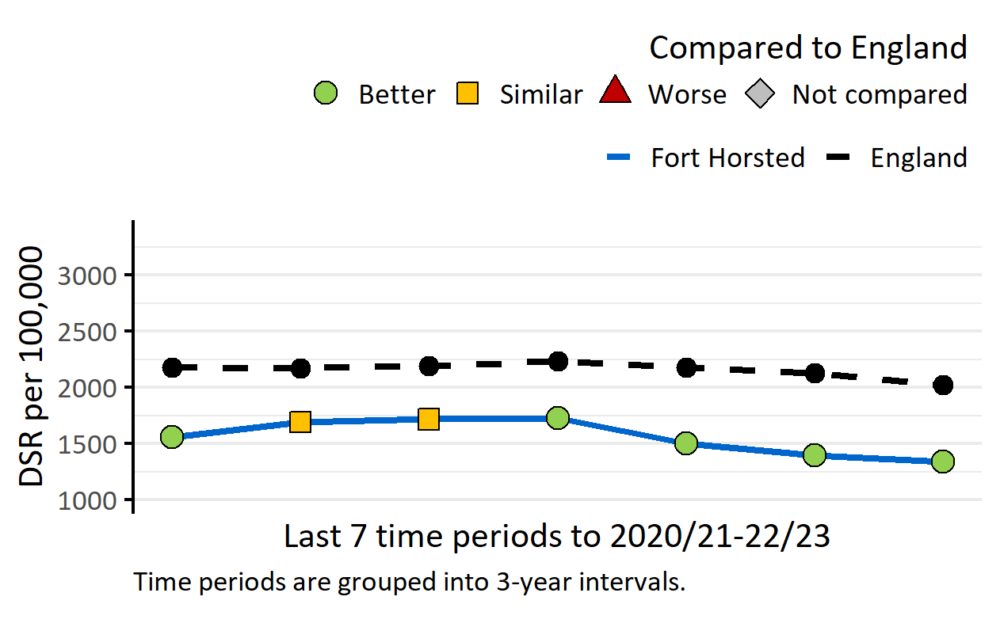 Compared to England
Better Similar Worse Not compared
Fort Horsted England
DSR per 100,000
3000
2500
2000
1500
1000
Last 7 time periods to 2020/21-22/23
Time periods are grouped into 3-year intervals.